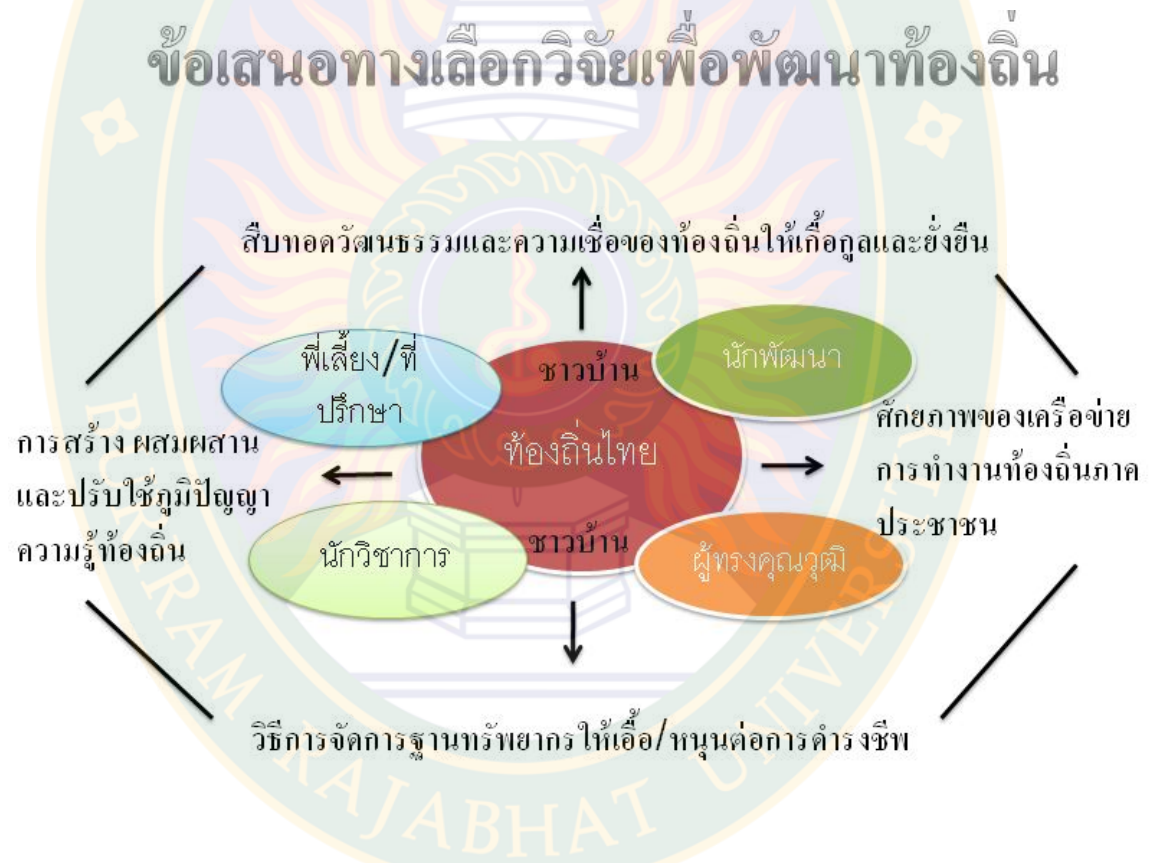 ข้อเสนอทางเลือกวิจัยเพื่อพัฒนาท้องถิ่น
สืบทอดวัฒนธรรมและความเชื่อของท้องถิ่นให้เกื้อกูลและยั่งยืน
พี่เลี้ยง/ที่
ปรึกษา
ชาวบ้าน
นักพัฒนา
ท้องถิ่นไทย
การสร้าง ผสมผสาน
และปรับใช้ภูมิปัญญา
ความรู้ท้องถิ่น
ศักยภาพของเครือข่าย
การทำงานท้องถิ่นภาค
ประชาชน
นักวิชาการ
ชาวบ้าน
ผู้ทรงคุณวุฒิ
วิธีการจัดการฐานทรัพยากรให้เอื้อ/หนุนต่อการดำรงชีพ
BURIRAM RAJABHAT UNIVERSITY